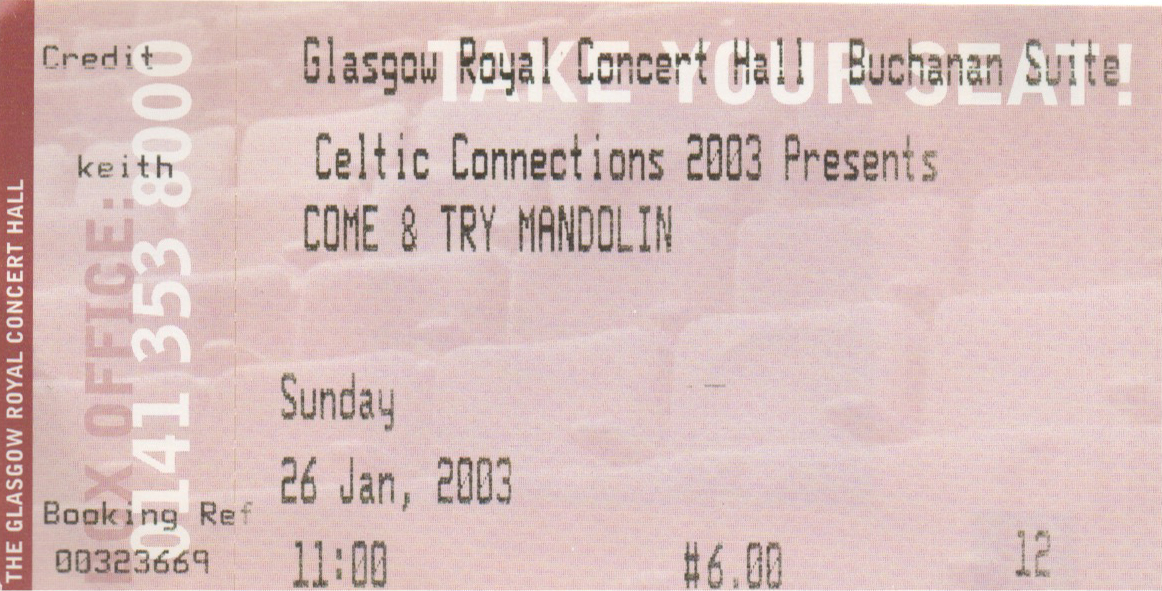 THE GLASGOW ROYAL CONCERT HALL
BOX OFFICE:
0141 353 8000
TAKE YOUR SEAT!
Credit
keith
Booking Ref
00323669
Glasgow Royal Concert Hall Buchanan Suite
Celtic Connections 2003 Presents
COME & TRY MANDOLIN
Sunday
26 Jan, 2003
11:00 #6.00 12